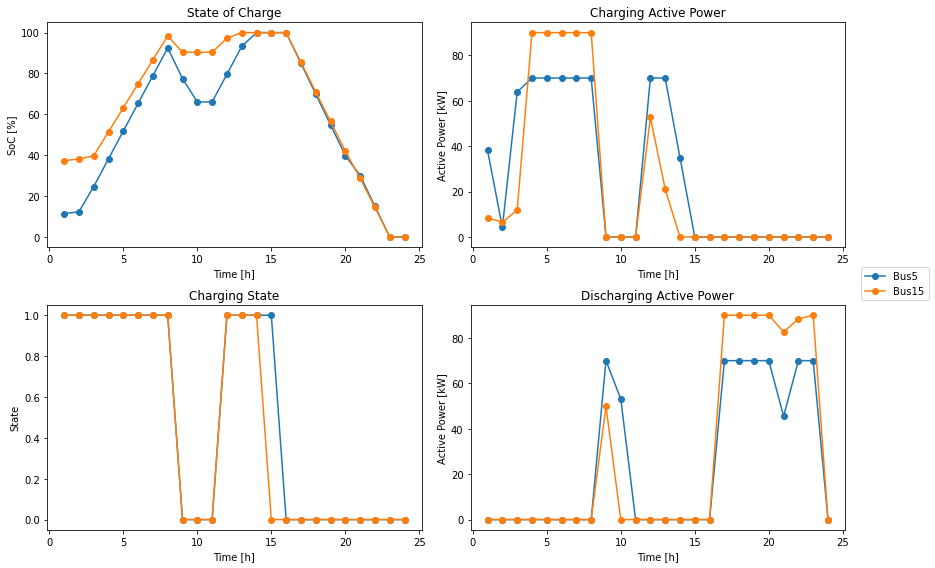 State of Charge
SoC [%]
100
80
60
40
20
0
0 5 10 15 20 25
Time [h]
Charging Active Power
Active Power [kW]
80
60
40
20
0
0 5 10 15 20 25
Time [h]
Bus5
Bus15
Charging State
State
1.0
0.8
0.6
0.4
0.2
0.0
0 5 10 15 20 25
Time [h]
Discharging Active Power
Active Power [kW]
80
60
40
20
0
0 5 10 15 20 25
Time [h]